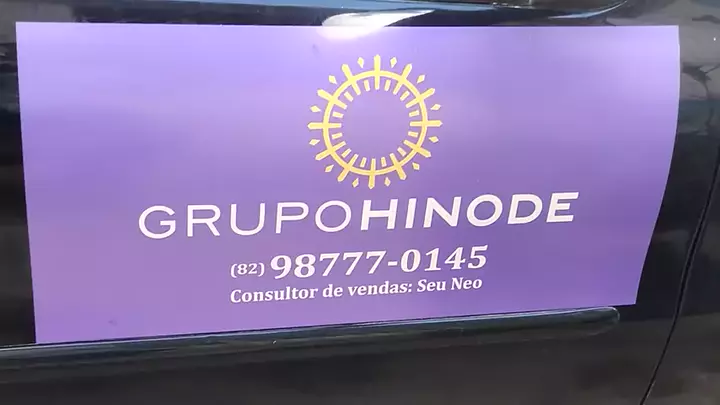 GRUPOHINODE
(82) 98777-0145
Consultor de vendas: Seu Neo